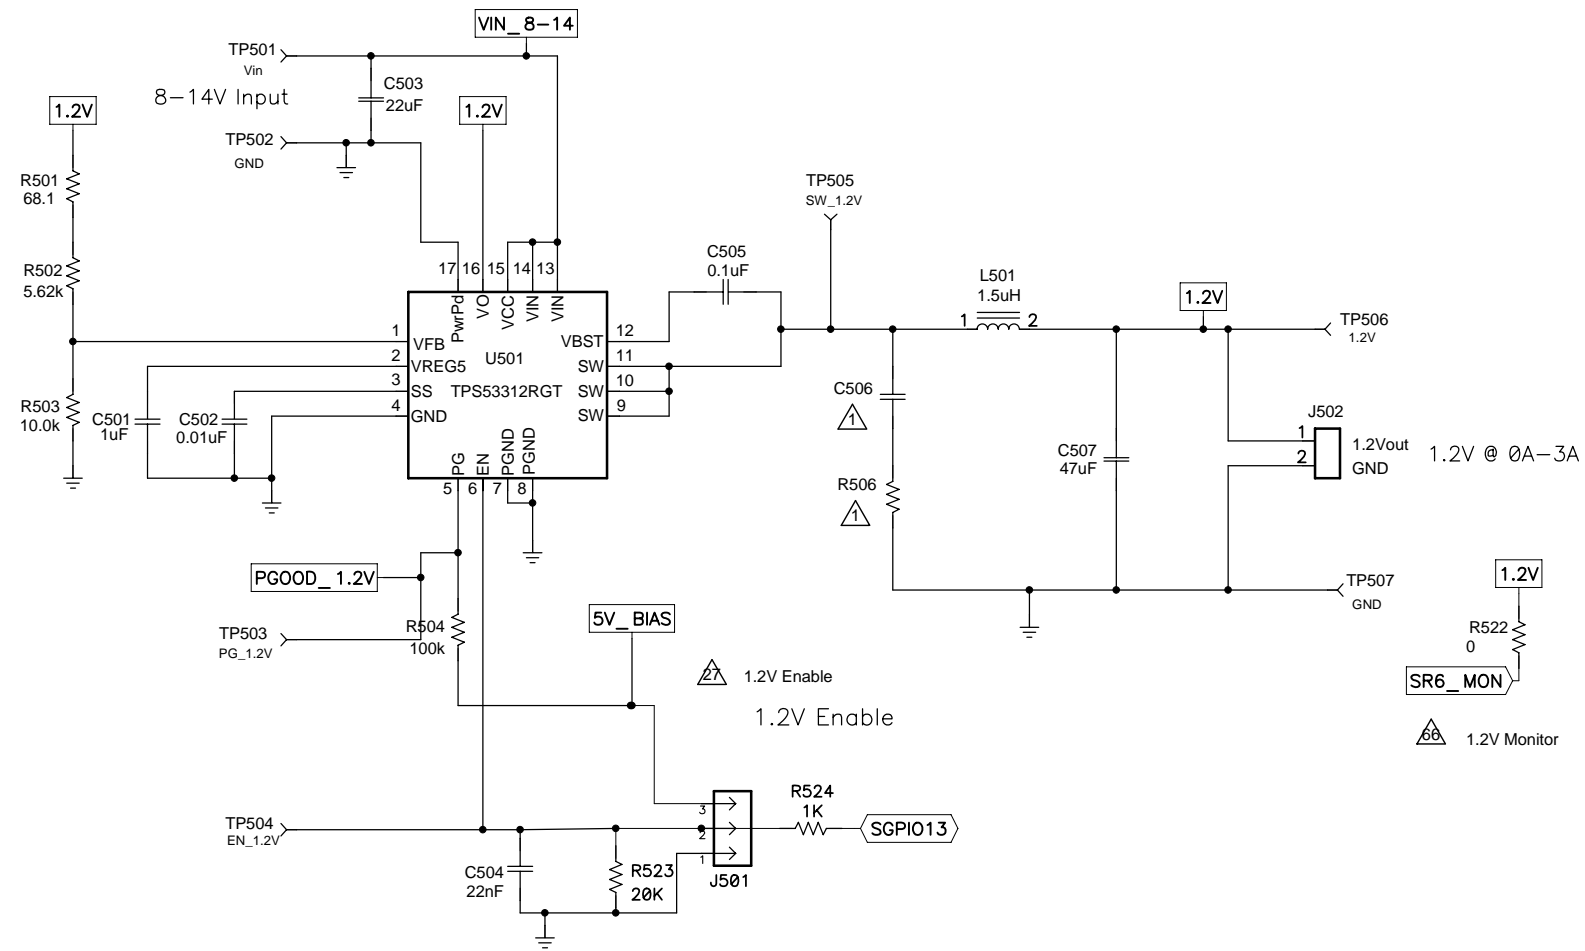 VIN_8-14
TP501
Vin
8-14V Input
C503
22uF
1.2V
1.2V
TP502
GND
R501
68.1
R502
5.62k
R503
10.0k
C501
1uF
C502
0.01uF
17
16
15
14
13
PwrPd
VO
VCC
VIN
VIN
1
VFB
2
VREG5
3
SS
4
GND
U501
TPS53312RGT
12
VBST
11
SW
10
SW
9
SW
PG
EN
PGND
PGND
5
6
7
8
C505
0.1uF
TP505
SW_1.2V
L501
1.5uH
1
2
1.2V
TP506
1.2V
C506
1
R506
1
C507
47uF
J502
1
2
1.2Vout
GND
1.2V @ 0A-3A
TP507
GND
1.2V
R522
0
SR6_MON
66
1.2V Monitor
PGOOD_1.2V
TP503
PG_1.2V
R504
100k
5V_BIAS
27
1.2V Enable
1.2V Enable
TP504
EN_1.2V
C504
22nF
R523
20K
3
2
1
J501
R524
1K
SGPIO13